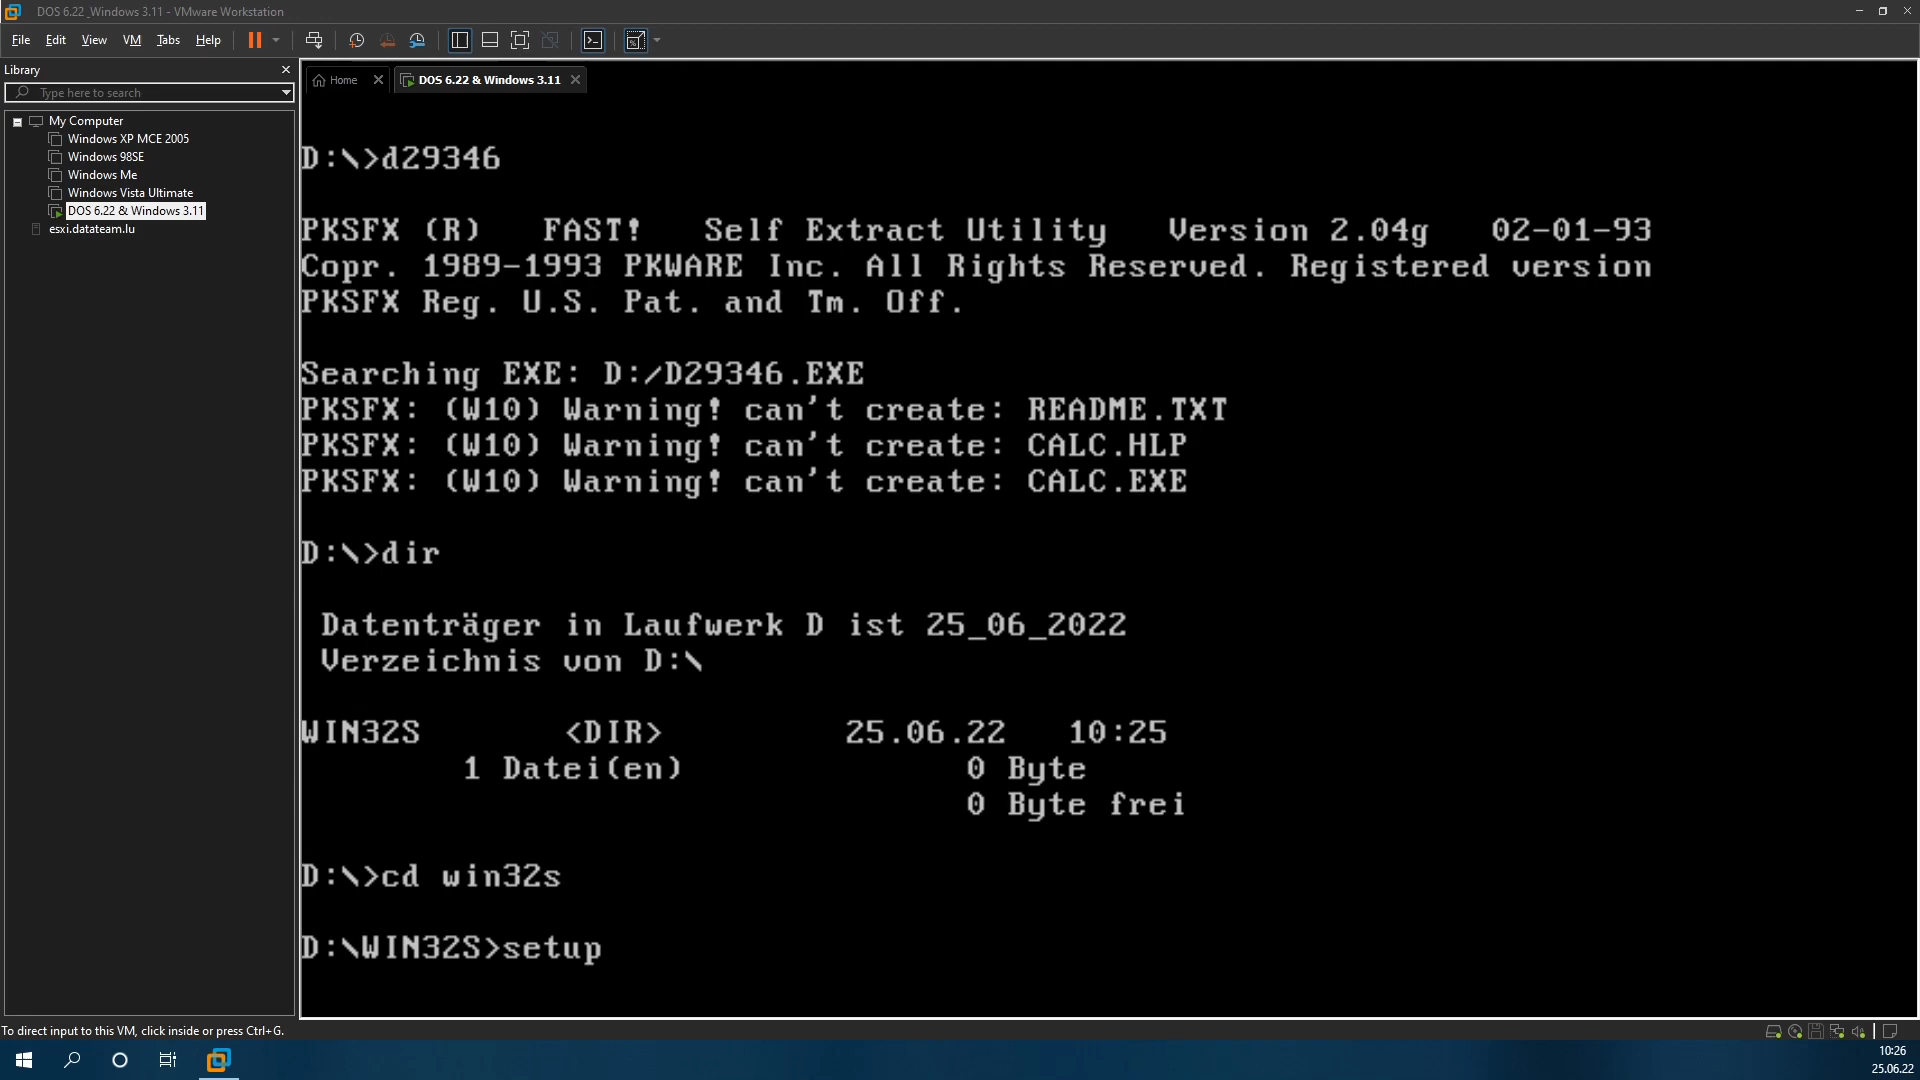 DOS 6.22 _Windows 3.11 - VMware Workstation
File Edit View VM Tabs Help
Library
Type here to search
My Computer
Windows XP MCE 2005
Windows 98SE
Windows Me
Windows Vista Ultimate
DOS 6.22 & Windows 3.11
esxi.datateam.lu
Home
DOS 6.22 & Windows 3.11
D:\>d29346
PKSFX (R) FAST! Self Extract Utility Version 2.04g 02-01-93
Copr. 1989-1993 PKWARE Inc. All Rights Reserved. Registered version
PKSFX Reg. U.S. Pat. and Tm. Off.
Searching EXE: D:/D29346.EXE
PKSFX: (W10) Warning! can't create: README.TXT
PKSFX: (W10) Warning! can't create: CALC.HLP
PKSFX: (W10) Warning! can't create: CALC.EXE
D:\>dir
Datenträger in Laufwerk D ist 25_06_2022
Verzeichnis von D:\
WIN32S <DIR> 25.06.22 10:25
1 Datei(en) 0 Byte
0 Byte frei
D:\>cd win32s
D:\WIN32S>setup
To direct input to this VM, click inside or press Ctrl+G.
10:26
25.06.22